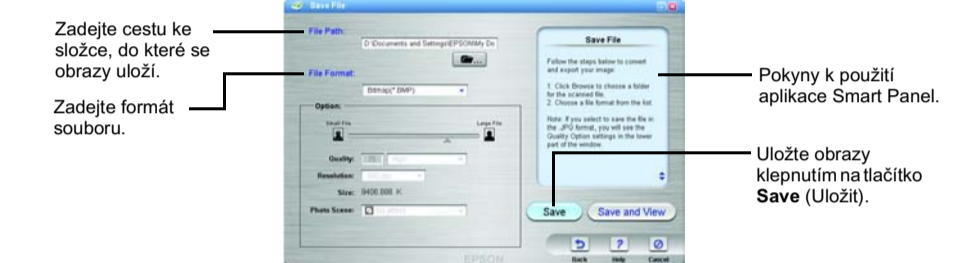 Save File
Zadejte cestu ke
složce, do které se
obrazy uloží.
Zadejte formát
souboru.
File Path:
D:\Documents and Settings\EPSON\My Do
File Format:
Bitmap(*.BMP)
Option:
Small File
Large File
Quality:
High
Resolution:
Size:
K
Photo Scene:
Save File
Follow the steps below to convert
and export your image.
1. Click Browse to choose a folder
for the scanned file.
2. Choose a file format from the list.
Note: if you select to save the file in
the .JPG format, you will see the
Quality Option settings in the lower
part of the window.
Save
Save and View
Back
Help
Cancel
EPSON
Pokyny k použití
aplikace Smart Panel.
Uložte obrazy
klepnutím na tlačítko
Save (Uložit).